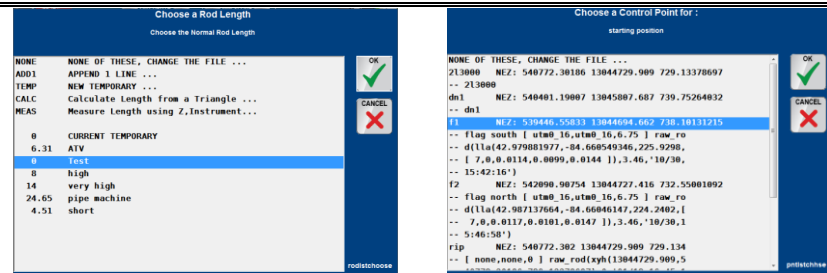 Choose a Rod Length
Choose the Normal Rod Length
NONE NONE OF THESE, CHANGE THE FILE ...
ADD1 APPEND 1 LINE ...
TEMP NEW TEMPORARY ...
CALC Calculate Length from a Triangle ...
MEAS Measure Length using Z,Instrument...
0 CURRENT TEMPORARY
6.31 ATV
0 Test
8 high
14 very high
24.65 pipe machine
4.51 short
OK
CANCEL
rodlstchoose
Choose a Control Point for :
starting position
NONE OF THESE, CHANGE THE FILE ...
213000 NEZ: 540772.30186 13044729.909 729.13378697
-- 213000
dn1 NEZ: 540401.19007 13045807.687 739.75264032
-- dn1
f1 NEZ: 539446.55833 13044694.662 738.10131215
-- flag south [ utm0_16,utm0_16,6.75 ] raw_ro
-- d(lla(42.979881977,-84.660549346,225.9298,
-- [ 7,0,0.0114,0.0099,0.0144 ]),3.46,'10/30,
-- 15:42:16')
f2 NEZ: 542090.90754 13044727.416 732.55001092
-- flag north [ utm0_16,utm0_16,6.75 ] raw_ro
-- d(lla(42.987137664,-84.66046147,224.2402,[
-- 7,0,0.0117,0.0101,0.0147 ]),3.46,'10/30,1
-- 5:46:58')
rip NEZ: 540772.302 13044729.909 729.134
-- [ none,none,0 ] raw_rod(xyh(13044729.909,5
OK
CANCEL
pntlstchhse